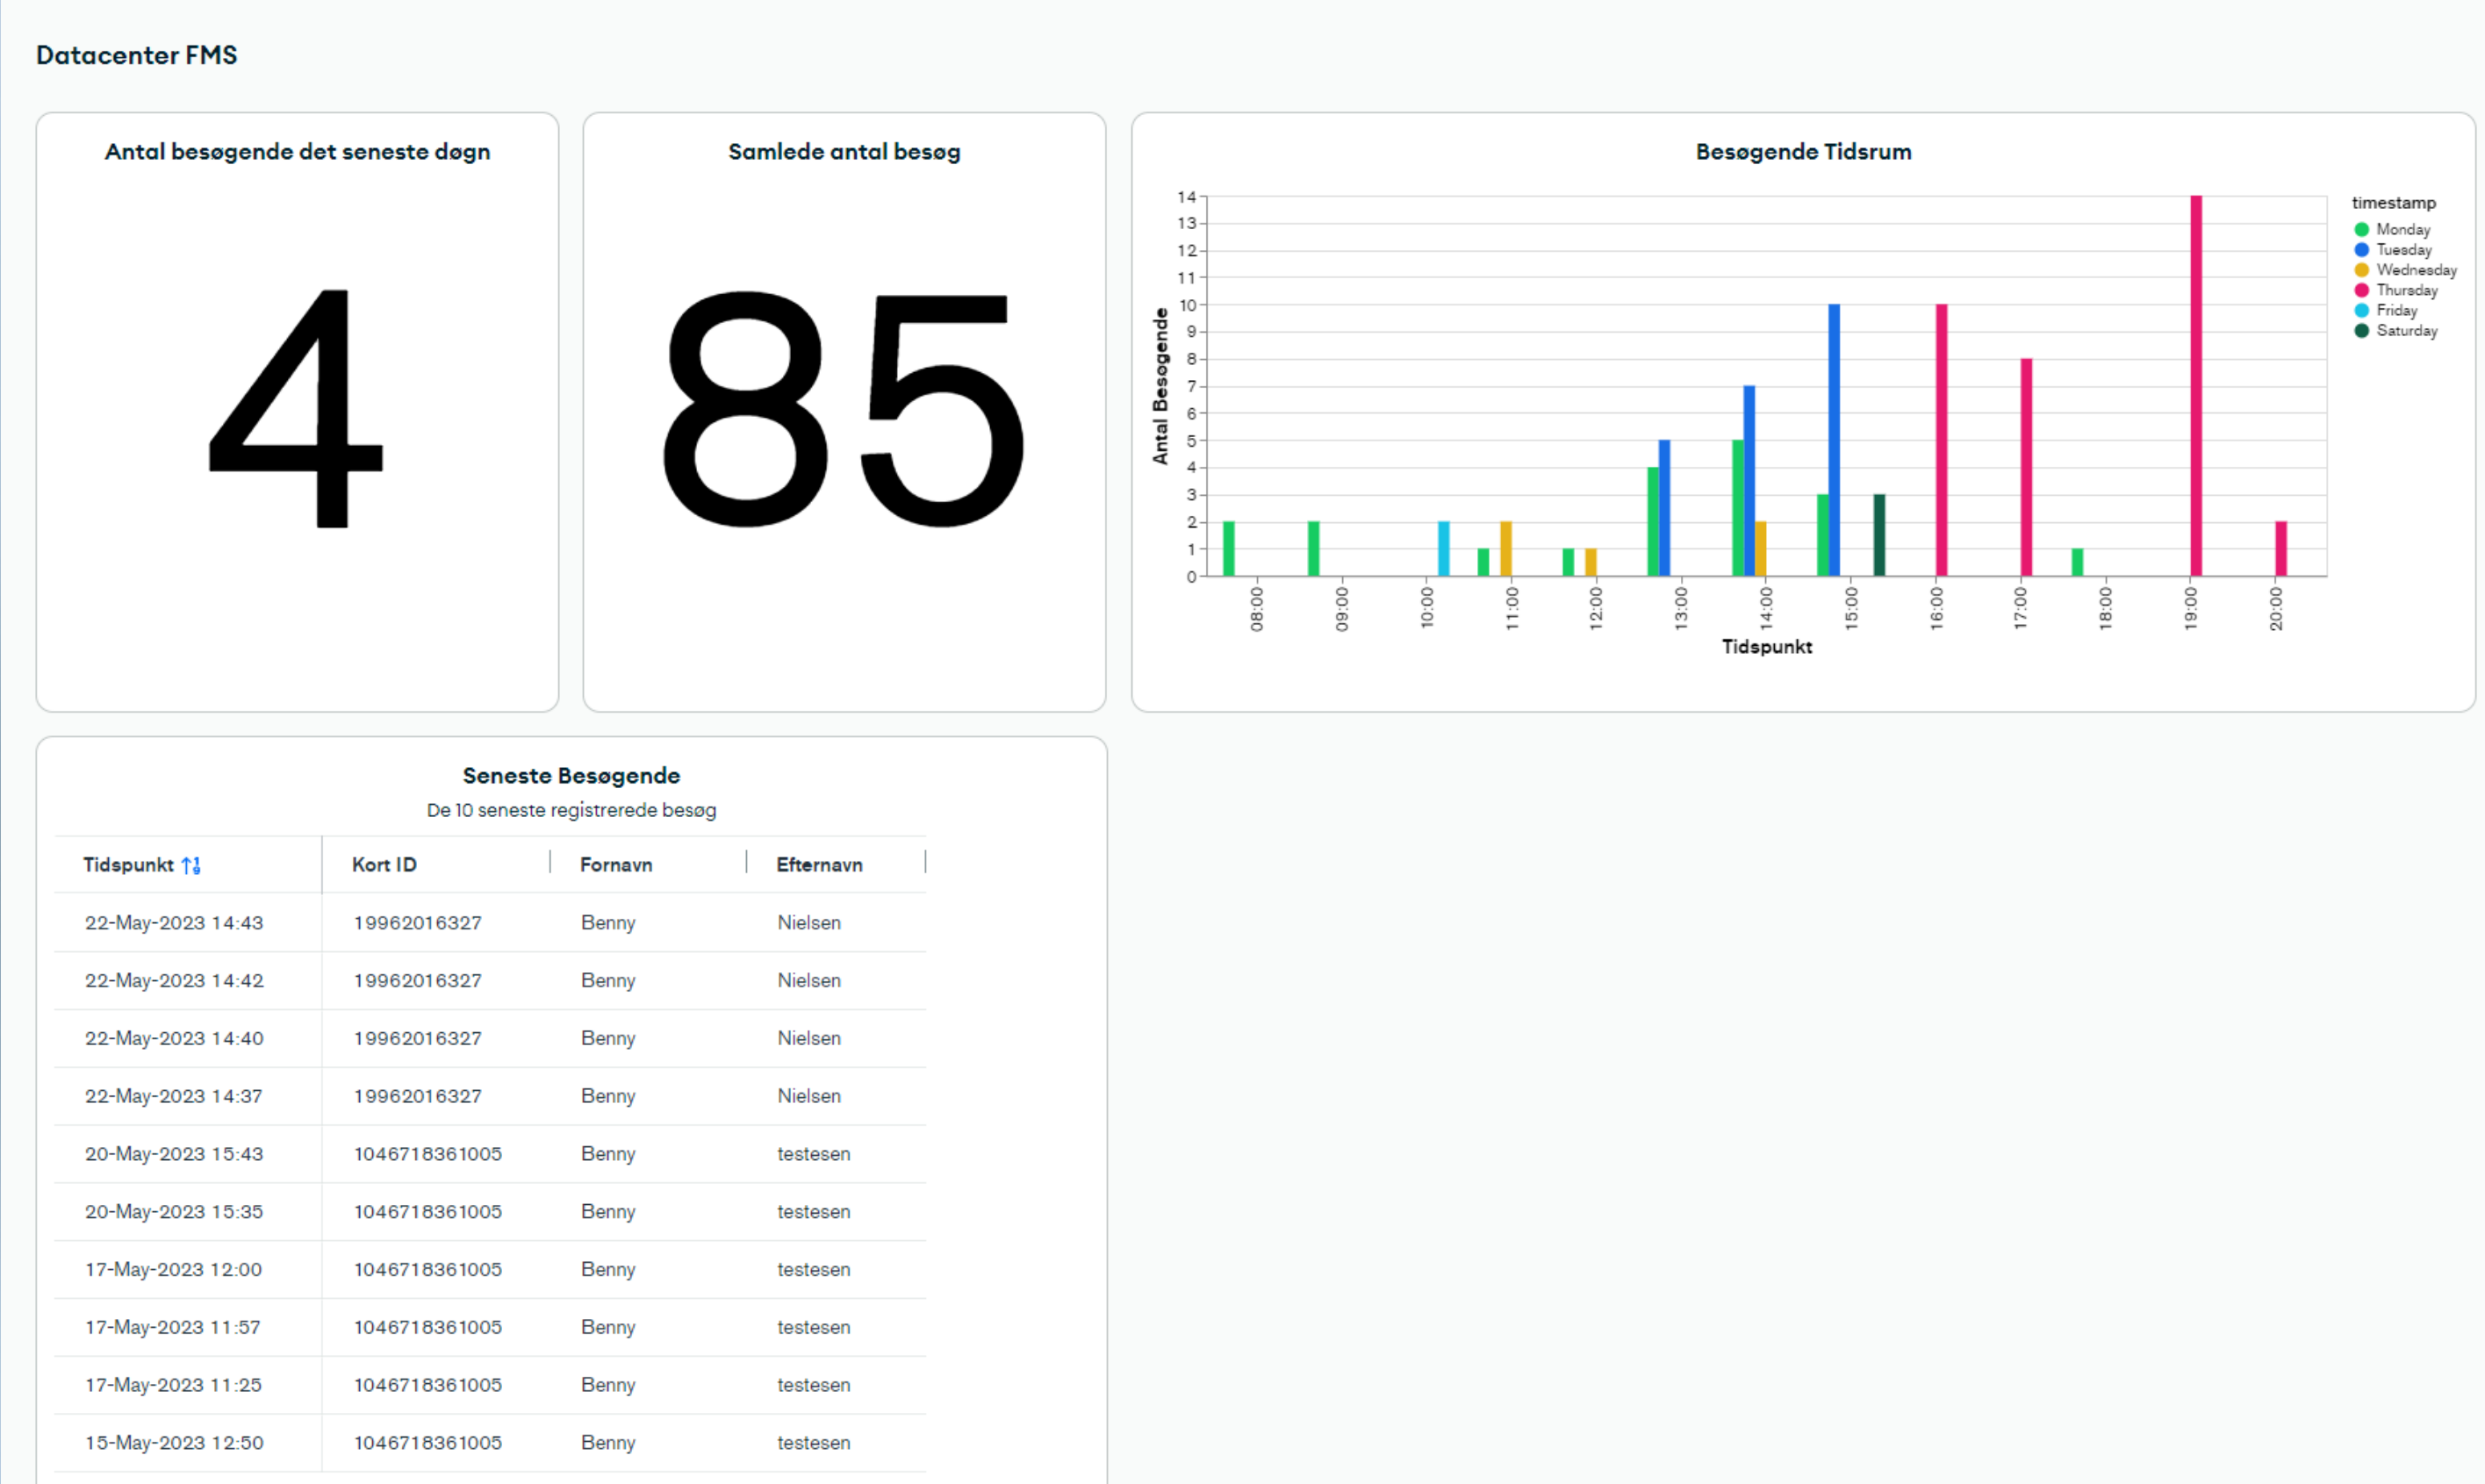 Datacenter FMS
Antal besøgende det seneste døgn
4
Samlede antal besøg
85
Besøgende Tidsrum
Antal Besøgende
14
13
12
11
10
9
8
7
6
5
4
3
2
1
0
08:00 09:00 10:00 11:00 12:00 13:00 14:00 15:00 16:00 17:00 18:00 19:00 20:00
Tidspunkt
timestamp
Monday
Tuesday
Wednesday
Thursday
Friday
Saturday
Seneste Besøgende
De 10 seneste registrerede besøg
Tidspunkt Kort ID Fornavn Efternavn
22-May-2023 14:43 19962016327 Benny Nielsen
22-May-2023 14:42 19962016327 Benny Nielsen
22-May-2023 14:40 19962016327 Benny Nielsen
22-May-2023 14:37 19962016327 Benny Nielsen
20-May-2023 15:43 1046718361005 Benny testesen
20-May-2023 15:35 1046718361005 Benny testesen
17-May-2023 12:00 1046718361005 Benny testesen
17-May-2023 11:57 1046718361005 Benny testesen
17-May-2023 11:25 1046718361005 Benny testesen
15-May-2023 12:50 1046718361005 Benny testesen